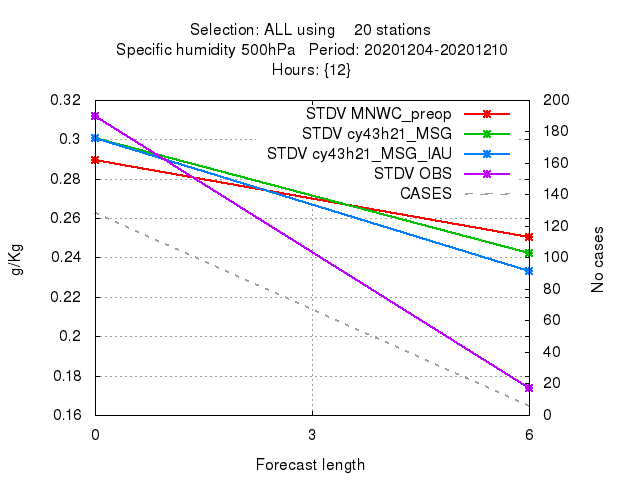 Selection: ALL using 20 stations
Specific humidity 500hPa Period: 20201204-20201210
Hours: {12}
STDV MNWC_preop
STDV cy43h21_MSG
STDV cy43h21_MSG_IAU
STDV OBS
CASES
0.32
0.3
0.28
0.26
0.24
0.22
0.2
0.18
0.16
g/Kg
200
180
160
140
120
100
80
60
40
20
0
No cases
0 3 6
Forecast length